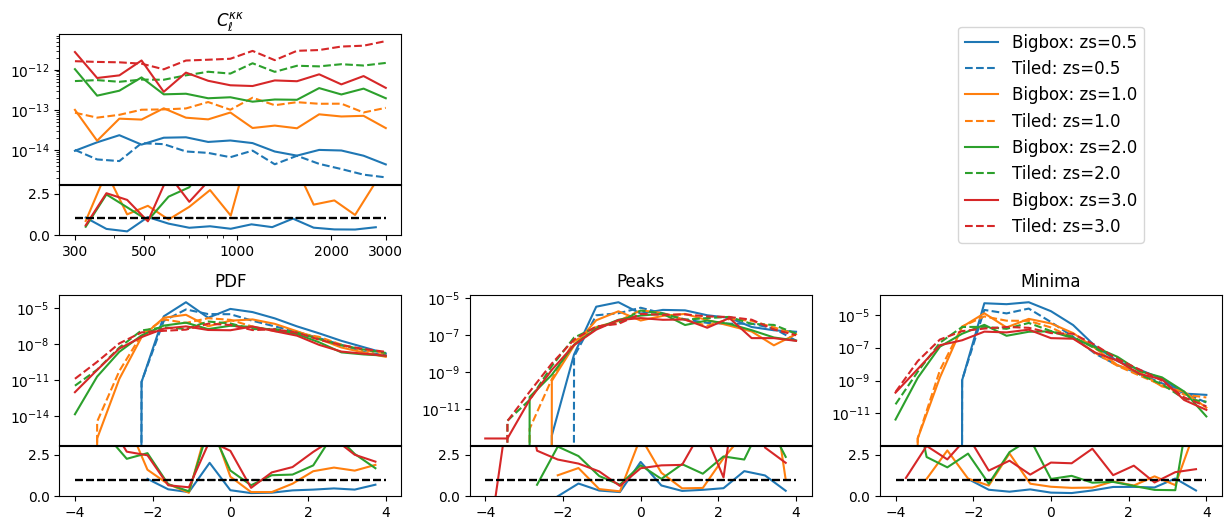 $C_\ell^{\kappa\kappa}$
Bigbox: zs=0.5
Tiled: zs=0.5
Bigbox: zs=1.0
Tiled: zs=1.0
Bigbox: zs=2.0
Tiled: zs=2.0
Bigbox: zs=3.0
Tiled: zs=3.0
10⁻¹²
10⁻¹³
10⁻¹⁴
2.5
0.0
300 500 1000 2000 3000
PDF
10⁻⁵
10⁻⁸
10⁻¹¹
10⁻¹⁴
2.5
0.0
−4 −2 0 2 4
Peaks
10⁻⁵
10⁻⁷
10⁻⁹
10⁻¹¹
2.5
0.0
−4 −2 0 2 4
Minima
10⁻⁵
10⁻⁷
10⁻⁹
10⁻¹¹
2.5
0.0
−4 −2 0 2 4